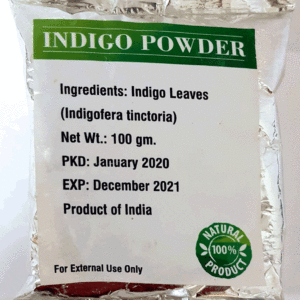 INDIGO POWDER
Ingredients: Indigo Leaves
(Indigofera tinctoria)
Net Wt.: 100 gm.
PKD: January 2020
EXP: December 2021
Product of India
NATURAL
100%
PRODUCT
For External Use Only